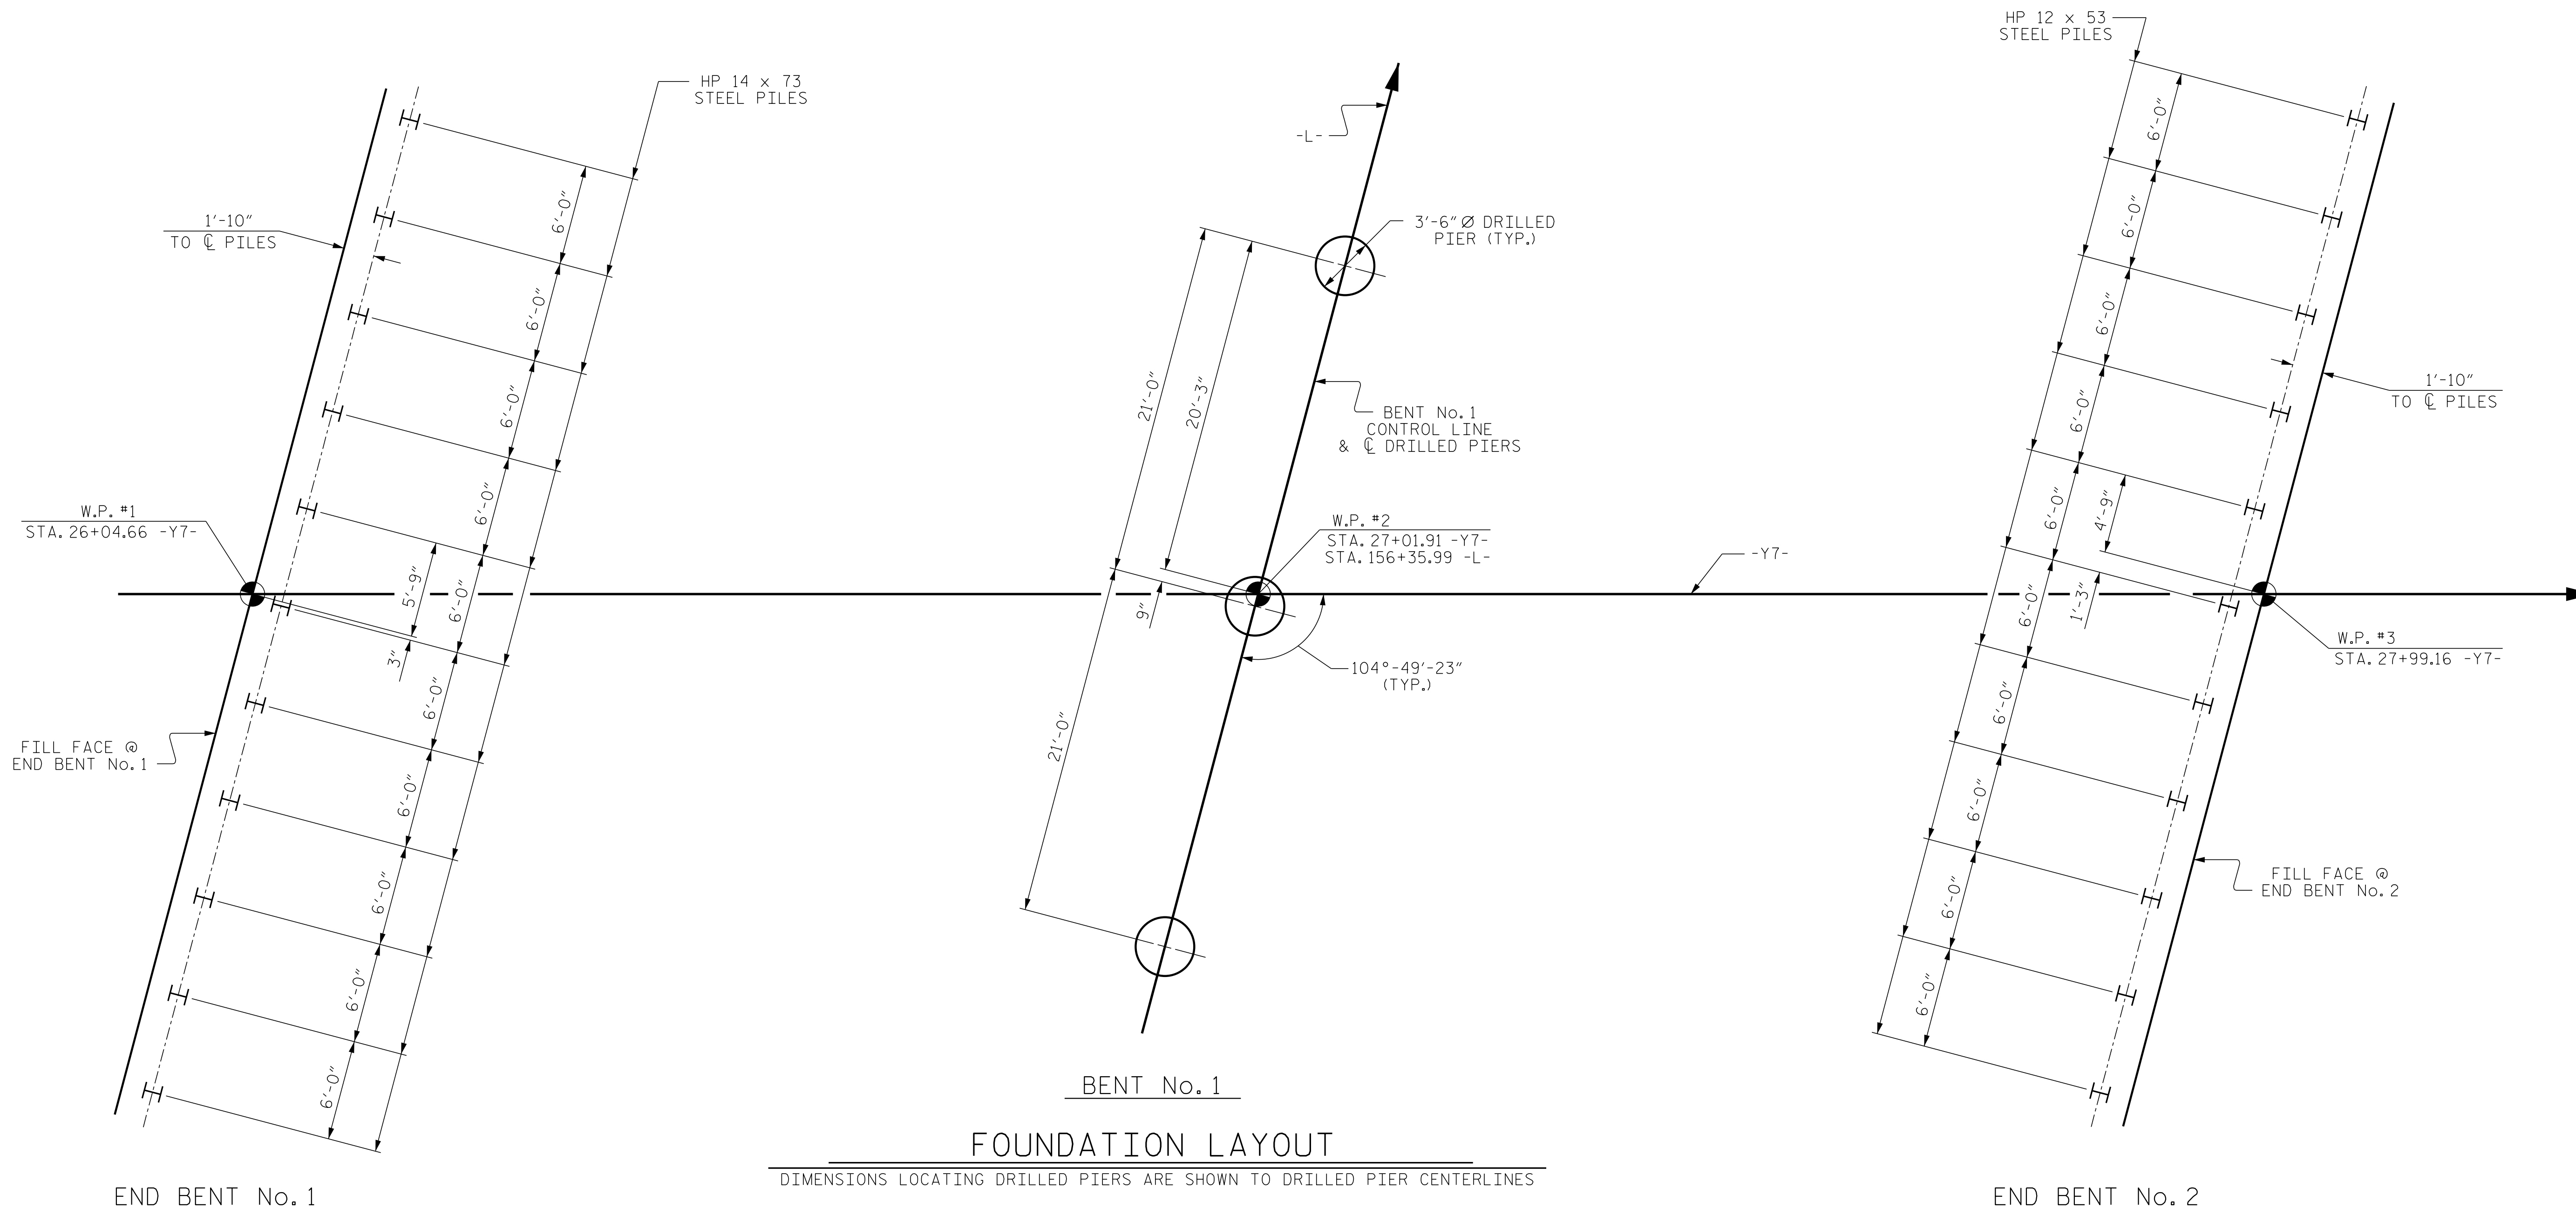 HP 14 x 73
STEEL PILES
1'-10"
TO ℄ PILES
6'-0"
6'-0"
6'-0"
6'-0"
W.P. #1
STA. 26+04.66 -Y7-
5'-9"
6'-0"
3"
6'-0"
6'-0"
6'-0"
6'-0"
6'-0"
FILL FACE @
END BENT No. 1
END BENT No. 1
-L-
3'-6" Ø DRILLED
PIER (TYP.)
21'-0"
20'-3"
BENT No. 1
CONTROL LINE
& ℄ DRILLED PIERS
W.P. #2
STA. 27+01.91 -Y7-
STA. 156+35.99 -L-
-Y7-
9"
104°-49'-23"
(TYP.)
21'-0"
BENT No. 1
FOUNDATION LAYOUT
DIMENSIONS LOCATING DRILLED PIERS ARE SHOWN TO DRILLED PIER CENTERLINES
HP 12 x 53
STEEL PILES
6'-0"
6'-0"
6'-0"
6'-0"
1'-10"
TO ℄ PILES
6'-0"
4'-9"
6'-0"
1'-3"
W.P. #3
STA. 27+99.16 -Y7-
6'-0"
6'-0"
6'-0"
6'-0"
FILL FACE @
END BENT No. 2
END BENT No. 2